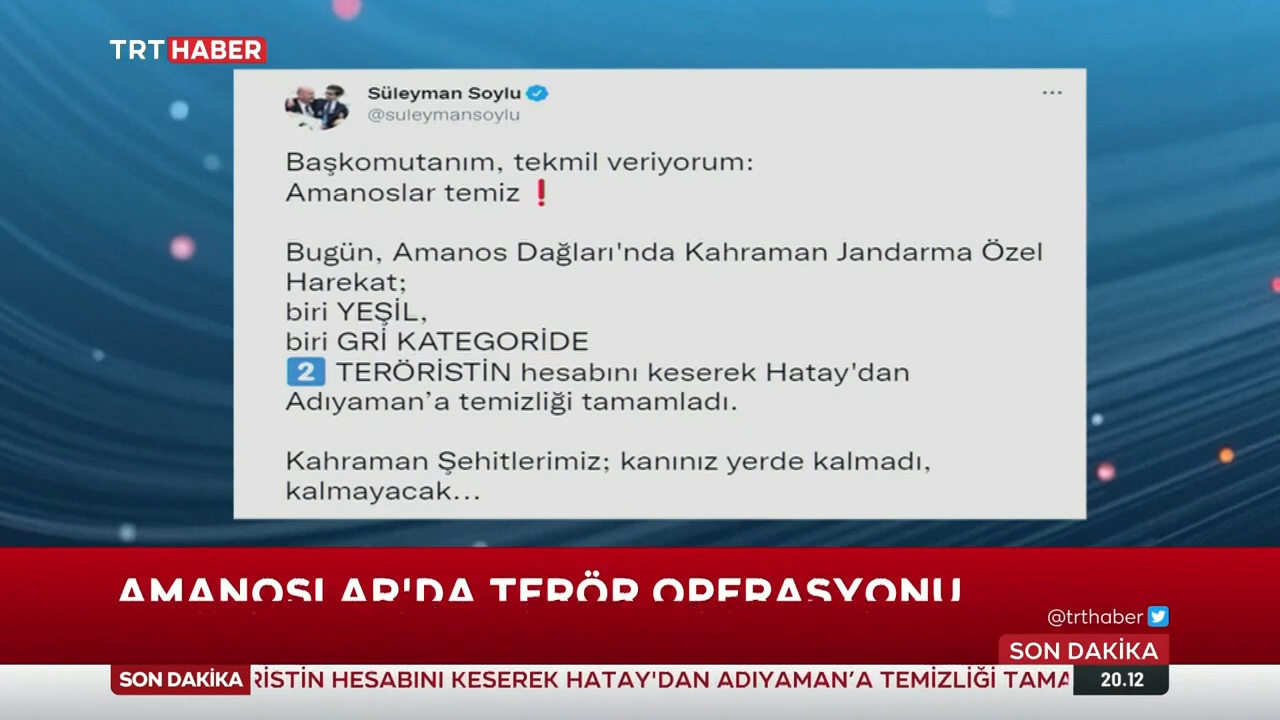 TRT HABER
Süleyman Soylu
@suleymansoylu
Başkomutanım, tekmil veriyorum:
Amanoslar temiz ❗
Bugün, Amanos Dağları'nda Kahraman Jandarma Özel
Harekat;
biri YEŞİL,
biri GRİ KATEGORİDE
2 TERÖRİSTİN hesabını keserek Hatay'dan
Adıyaman’a temizliği tamamladı.
Kahraman Şehitlerimiz; kanınız yerde kalmadı,
kalmayacak...
AMANOSLAR'DA TERÖR OPERASYONU
@trthaber
SON DAKİKA
SON DAKİKA RİSTİN HESABINI KESEREK HATAY'DAN ADIYAMAN’A TEMİZLİĞİ TAMA 20.12